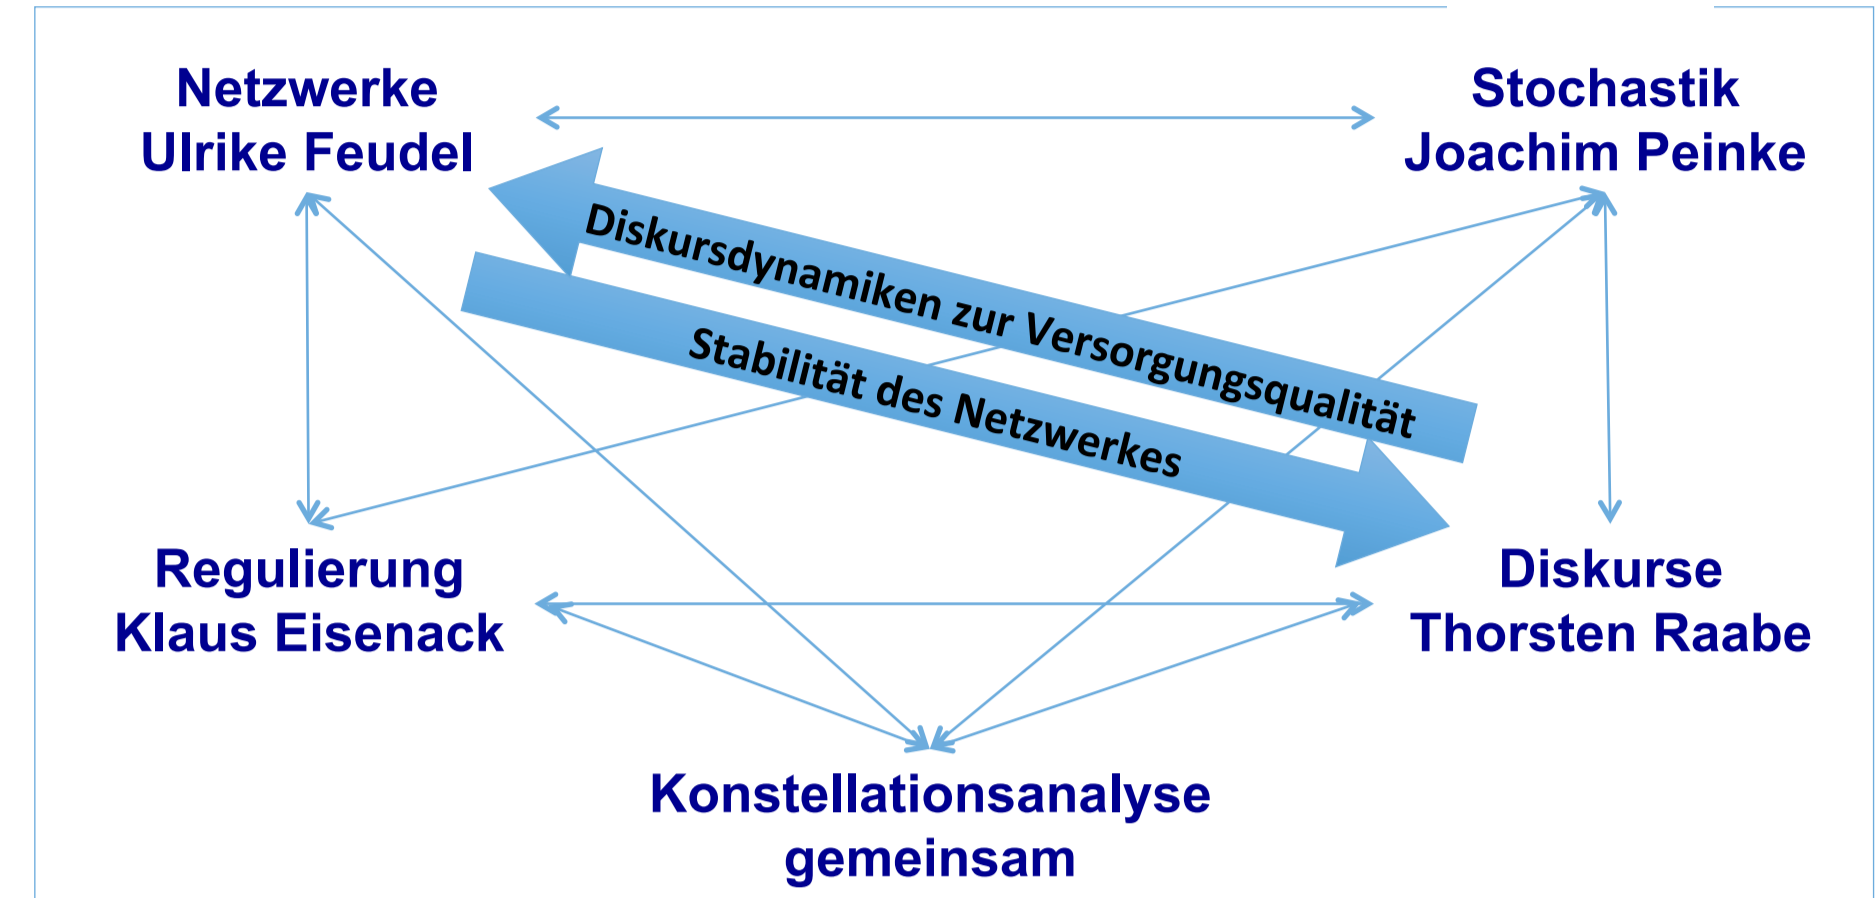 Netzwerke
Ulrike Feudel
Stochastik
Joachim Peinke
Diskursdynamiken zur Versorgungsqualität
Stabilität des Netzwerkes
Regulierung
Klaus Eisenack
Diskurse
Thorsten Raabe
Konstellationsanalyse
gemeinsam